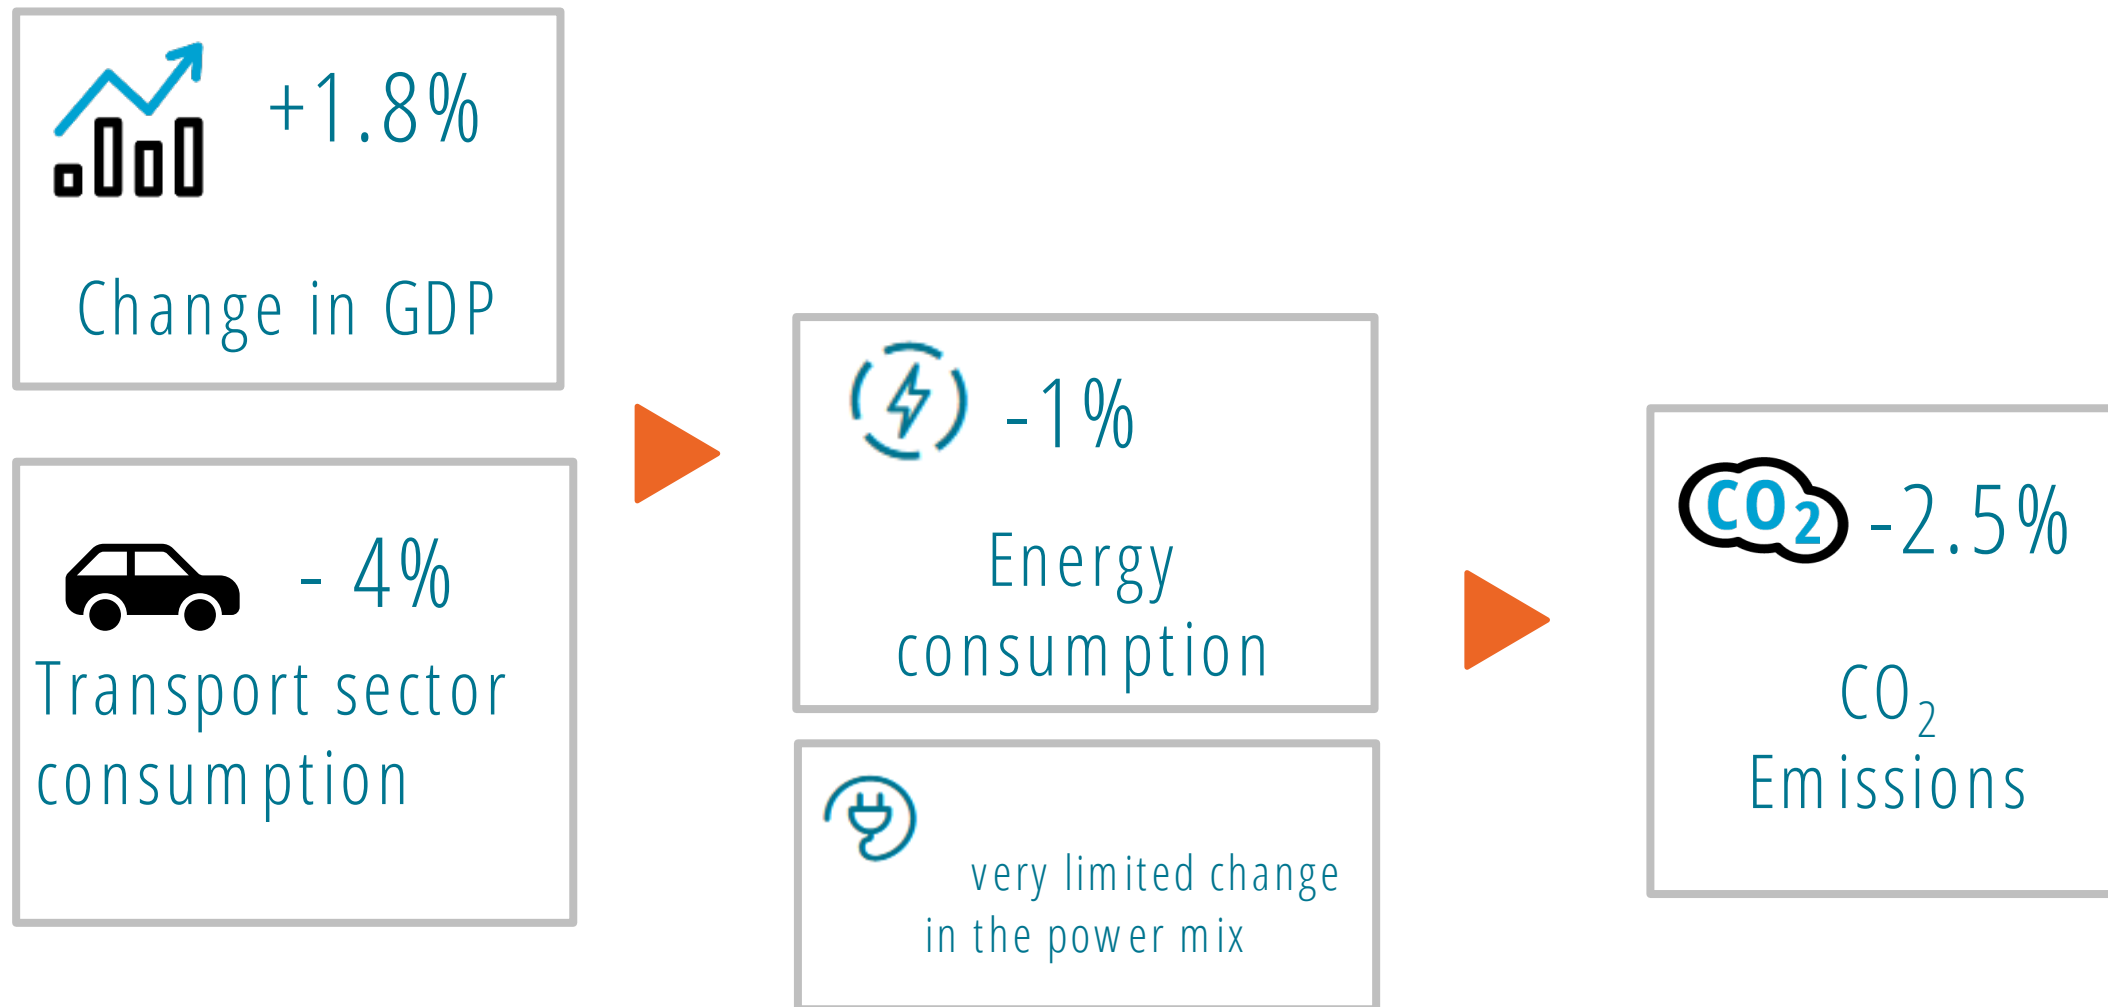 +1.8%
Change in GDP
- 4%
Transport sector
consumption
-1%
Energy
consumption
very limited change
in the power mix
CO2 -2.5%
CO₂
Emissions